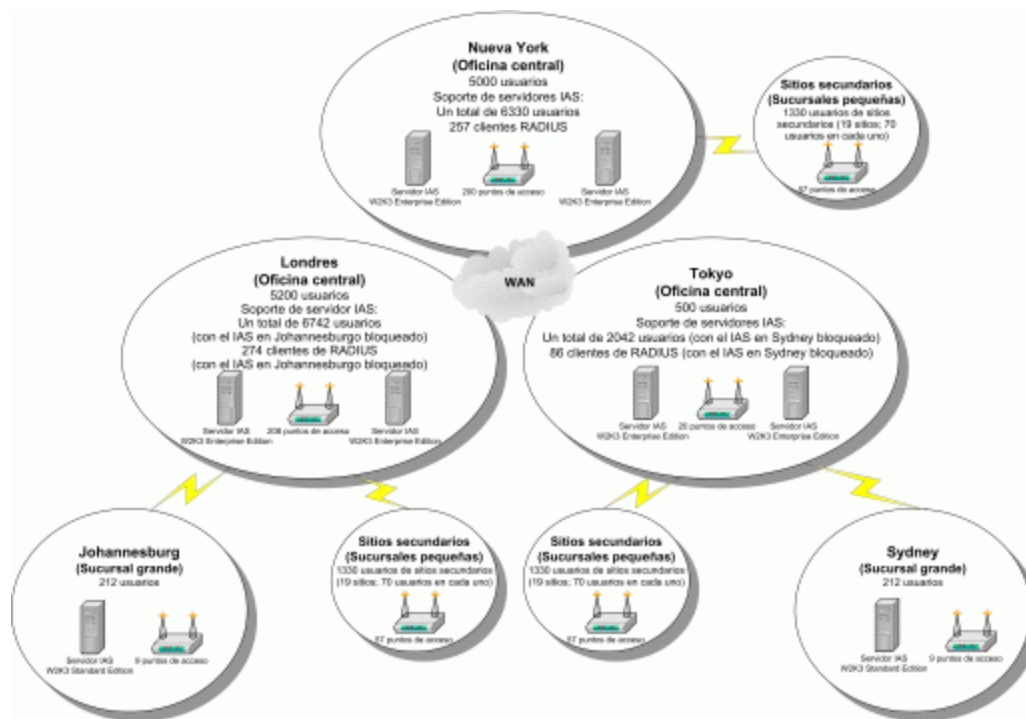 Nueva York
(Oficina central)
5000 usuarios
Soporte de servidores IAS:
Un total de 6330 usuarios
257 clientes RADIUS
Servidor IAS
W2K3 Enterprise Edition
200 puntos de acceso
Servidor IAS
W2K3 Enterprise Edition
Sitios secundarios
(Sucursales pequeñas)
1330 usuarios de sitios
secundarios (19 sitios; 70
usuarios en cada uno)
57 puntos de acceso
WAN
Londres
(Oficina central)
5200 usuarios
Soporte de servidor IAS:
Un total de 6742 usuarios
(con el IAS en Johannesburgo bloqueado)
274 clientes de RADIUS
(con el IAS en Johannesburgo bloqueado)
Servidor IAS
W2K3 Enterprise Edition
208 puntos de acceso
Servidor IAS
W2K3 Enterprise Edition
Tokyo
(Oficina central)
500 usuarios
Soporte de servidores IAS:
Un total de 2042 usuarios (con el IAS en Sydney bloqueado)
86 clientes de RADIUS (con el IAS en Sydney bloqueado)
Servidor IAS
W2K3 Enterprise Edition
20 puntos de acceso
Servidor IAS
W2K3 Enterprise Edition
Johannesburg
(Sucursal grande)
212 usuarios
Servidor IAS
W2K3 Standard Edition
9 puntos de acceso
Sitios secundarios
(Sucursales pequeñas)
1330 usuarios de sitios secundarios
(19 sitios; 70 usuarios en cada uno)
57 puntos de acceso
Sitios secundarios
(Sucursales pequeñas)
1330 usuarios de sitios secundarios
(19 sitios; 70 usuarios en cada uno)
57 puntos de acceso
Sydney
(Sucursal grande)
212 usuarios
Servidor IAS
W2K3 Standard Edition
9 puntos de acceso